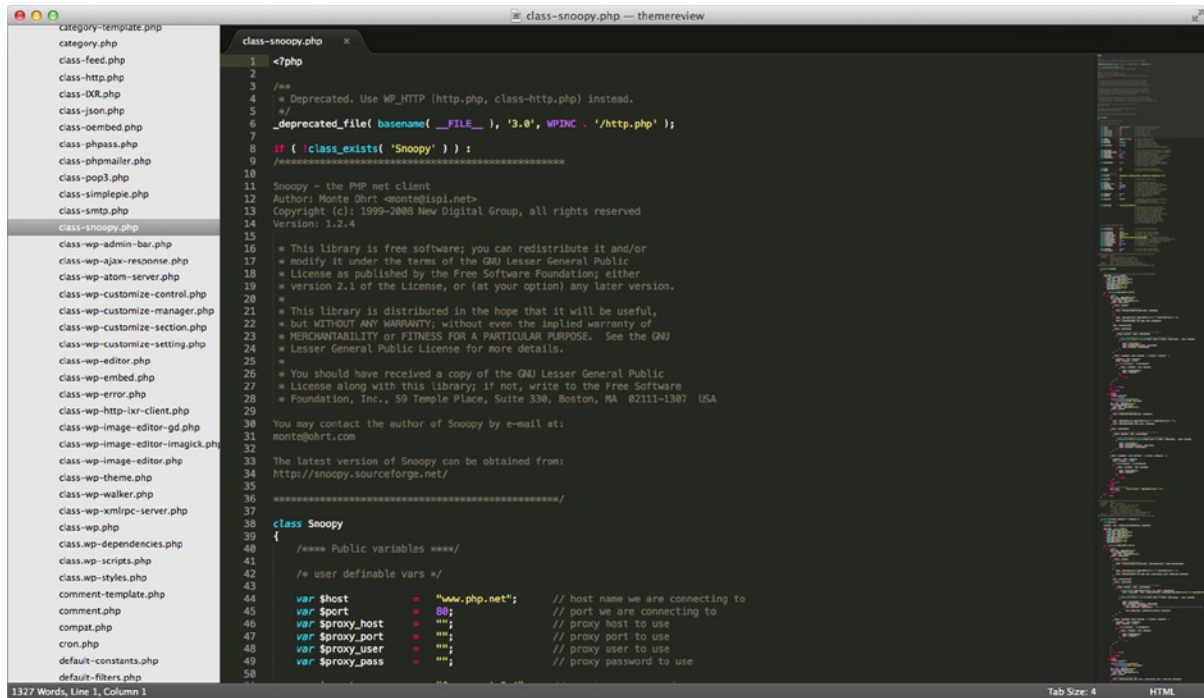 class-snoopy.php — themereview
category-template.php
category.php
class-feed.php
class-http.php
class-IXR.php
class-json.php
class-oembed.php
class-phpass.php
class-phpmailer.php
class-pop3.php
class-simplepie.php
class-smtp.php
class-snoopy.php
class-wp-admin-bar.php
class-wp-ajax-response.php
class-wp-atom-server.php
class-wp-customize-control.php
class-wp-customize-manager.php
class-wp-customize-section.php
class-wp-customize-setting.php
class-wp-editor.php
class-wp-embed.php
class-wp-error.php
class-wp-http-ixr-client.php
class-wp-image-editor-gd.php
class-wp-image-editor-imagick.php
class-wp-image-editor.php
class-wp-theme.php
class-wp-walker.php
class-wp-xmlrpc-server.php
class-wp.php
class.wp-dependencies.php
class.wp-scripts.php
class.wp-styles.php
comment-template.php
comment.php
compat.php
cron.php
default-constants.php
default-filters.php
class-snoopy.php ×
1 <?php
2
3 /**
4  * Deprecated. Use WP_HTTP (http.php, class-http.php) instead.
5  */
6 _deprecated_file( basename( __FILE__ ), '3.0', WPINC . '/http.php' );
7
8 if ( !class_exists( 'Snoopy' ) ) :
9 /*************************************************
10
11 Snoopy - the PHP net client
12 Author: Monte Ohrt <monte@ispi.net>
13 Copyright (c): 1999-2008 New Digital Group, all rights reserved
14 Version: 1.2.4
15
16  * This library is free software; you can redistribute it and/or
17  * modify it under the terms of the GNU Lesser General Public
18  * License as published by the Free Software Foundation; either
19  * version 2.1 of the License, or (at your option) any later version.
20  *
21  * This library is distributed in the hope that it will be useful,
22  * but WITHOUT ANY WARRANTY; without even the implied warranty of
23  * MERCHANTABILITY or FITNESS FOR A PARTICULAR PURPOSE.  See the GNU
24  * Lesser General Public License for more details.
25  *
26  * You should have received a copy of the GNU Lesser General Public
27  * License along with this library; if not, write to the Free Software
28  * Foundation, Inc., 59 Temple Place, Suite 330, Boston, MA  02111-1307  USA
29
30 You may contact the author of Snoopy by e-mail at:
31 monte@ohrt.com
32
33 The latest version of Snoopy can be obtained from:
34 http://snoopy.sourceforge.net/
35
36 *************************************************/
37
38 class Snoopy
39 {
40     /**** Public variables ****/
41
42     /* user definable vars */
43
44     var $host = "www.php.net"; // host name we are connecting to
45     var $port = 80; // port we are connecting to
46     var $proxy_host = ""; // proxy host to use
47     var $proxy_port = ""; // proxy port to use
48     var $proxy_user = ""; // proxy user to use
49     var $proxy_pass = ""; // proxy password to use
50
1327 Words, Line 1, Column 1
Tab Size: 4
HTML